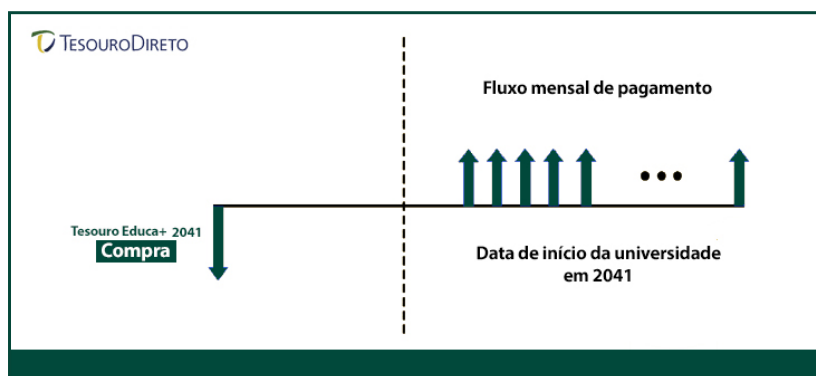 TESOURODIRETO
Fluxo mensal de pagamento
Tesouro Educa+ 2041
Compra
Data de início da universidade
em 2041